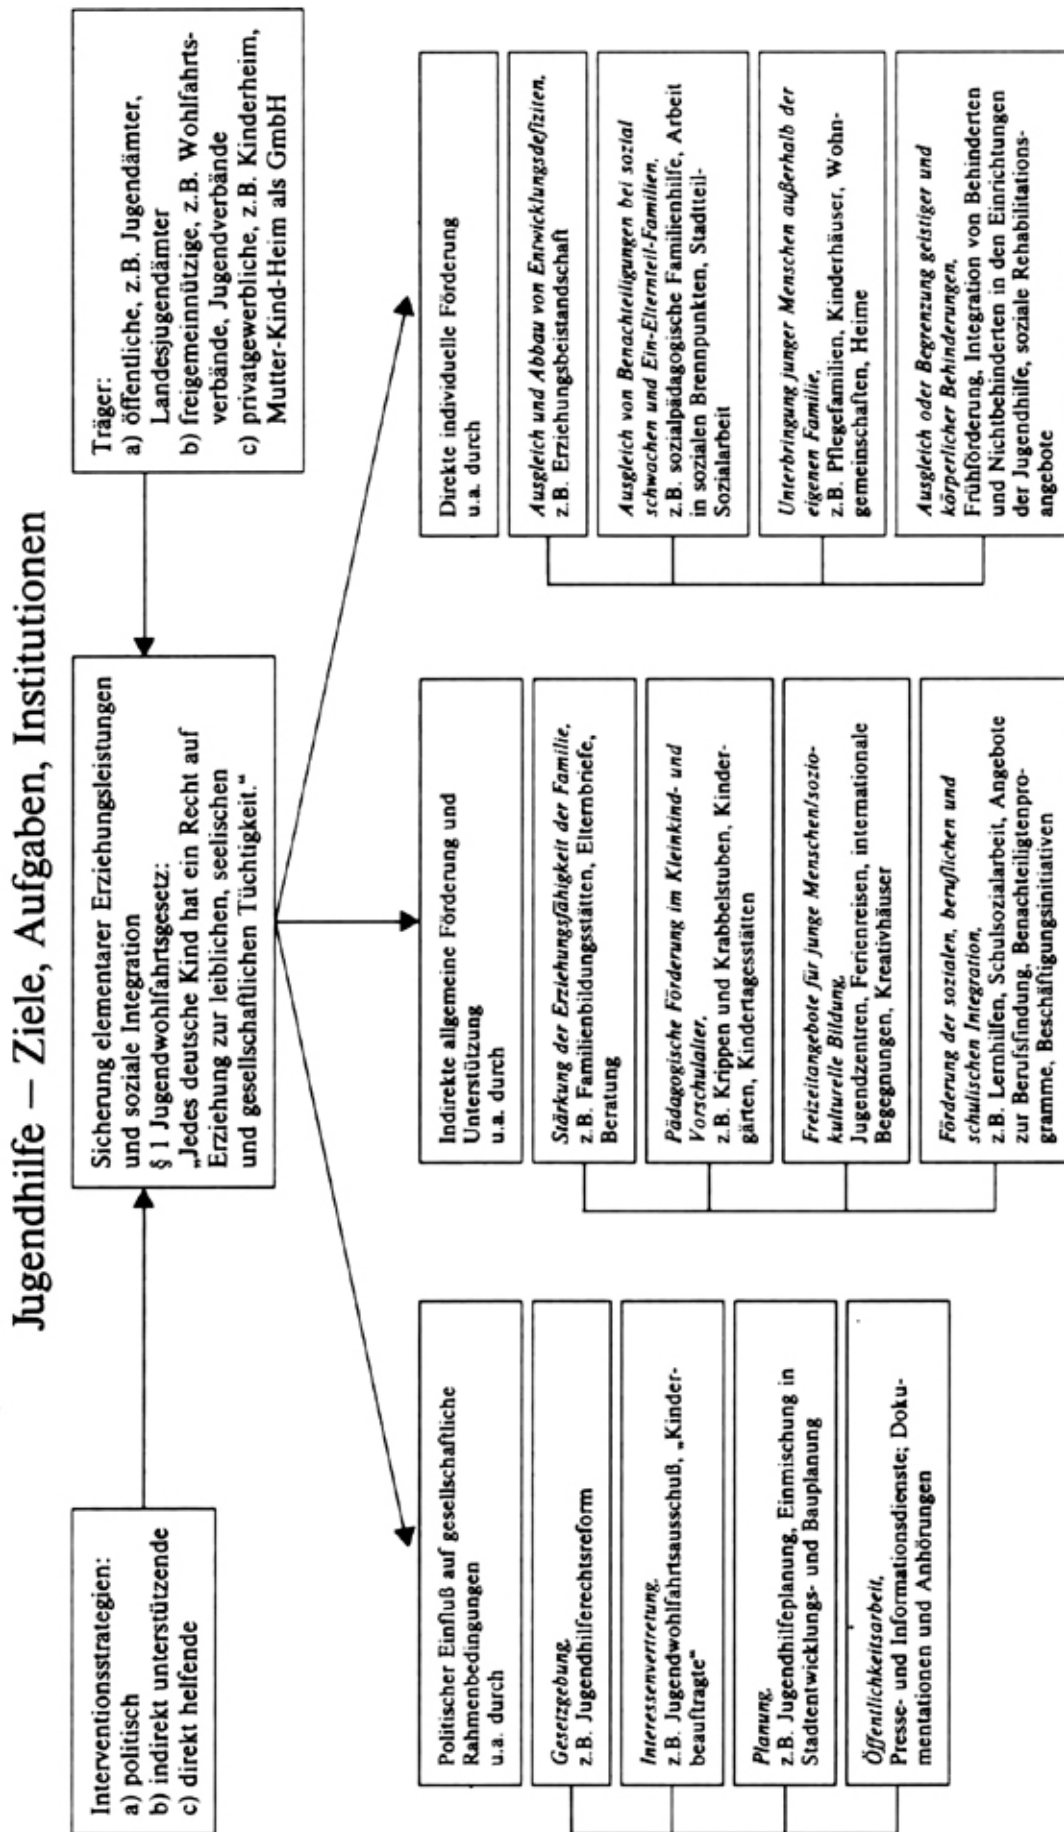 Jugendhilfe – Ziele, Aufgaben, Institutionen
Interventionsstrategien:
a) politisch
b) indirekt unterstützende
c) direkt helfende
Sicherung elementarer Erziehungsleistungen
und soziale Integration
§ 1 Jugendwohlfahrtsgesetz:
„Jedes deutsche Kind hat ein Recht auf
Erziehung zur leiblichen, seelischen
und gesellschaftlichen Tüchtigkeit.“
Träger:
a) öffentliche, z.B. Jugendämter,
Landesjugendämter
b) freigemeinnützige, z.B. Wohlfahrts-
verbände, Jugendverbände
c) privatgewerbliche, z.B. Kinderheim,
Mutter-Kind-Heim als GmbH
Politischer Einfluß auf gesellschaftliche
Rahmenbedingungen
u.a. durch
Gesetzgebung,
z.B. Jugendhilferechtsreform
Interessenvertretung,
z.B. Jugendwohlfahrtsausschuß, „Kinder-
beauftragte“
Planung,
z.B. Jugendhilfeplanung, Einmischung in
Stadtentwicklungs- und Bauplanung
Öffentlichkeitsarbeit,
Presse- und Informationsdienste; Doku-
mentationen und Anhörungen
Indirekte allgemeine Förderung und
Unterstützung
u.a. durch
Stärkung der Erziehungsfähigkeit der Familie,
z.B. Familienbildungsstätten, Elternbriefe,
Beratung
Pädagogische Förderung im Kleinkind- und
Vorschulalter,
z.B. Krippen und Krabbelstuben, Kinder-
gärten, Kindertagesstätten
Freizeitangebote für junge Menschen/sozio-
kulturelle Bildung,
Jugendzentren, Ferienreisen, internationale
Begegnungen, Kreativhäuser
Förderung der sozialen, beruflichen und
schulischen Integration,
z.B. Lernhilfen, Schulsozialarbeit, Angebote
zur Berufsfindung, Benachteiligtenpro-
gramme, Beschäftigungsinitiativen
Direkte individuelle Förderung
u.a. durch
Ausgleich und Abbau von Entwicklungsdefiziten,
z.B. Erziehungsbeistandschaft
Ausgleich von Benachteiligungen bei sozial
schwachen und Ein-Elternteil-Familien,
z.B. sozialpädagogische Familienhilfe, Arbeit
in sozialen Brennpunkten, Stadtteil-
Sozialarbeit
Unterbringung junger Menschen außerhalb der
eigenen Familie,
z.B. Pflegefamilien, Kinderhäuser, Wohn-
gemeinschaften, Heime
Ausgleich oder Begrenzung geistiger und
körperlicher Behinderungen,
Frühförderung, Integration von Behinderten
und Nichtbehinderten in den Einrichtungen
der Jugendhilfe, soziale Rehabilitations-
angebote